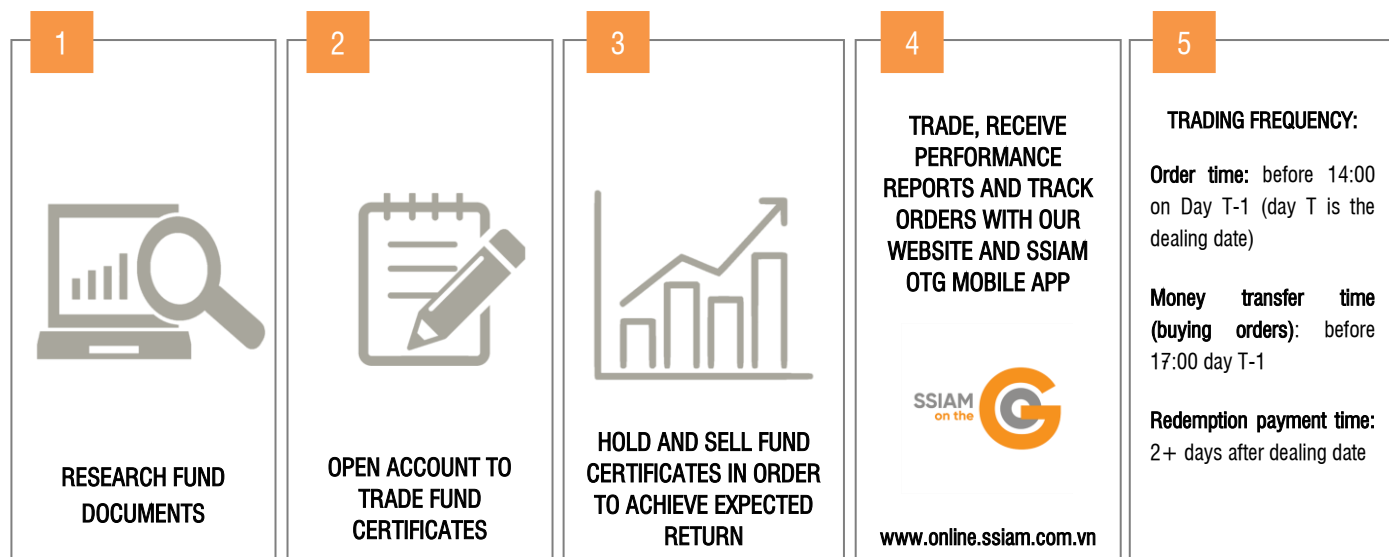 1
RESEARCH FUND
DOCUMENTS
2
OPEN ACCOUNT TO
TRADE FUND
CERTIFICATES
3
HOLD AND SELL FUND
CERTIFICATES IN ORDER
TO ACHIEVE EXPECTED
RETURN
4
TRADE, RECEIVE
PERFORMANCE
REPORTS AND TRACK
ORDERS WITH OUR
WEBSITE AND SSIAM
OTG MOBILE APP
SSIAM
on the
G
www.online.ssiam.com.vn
5
TRADING FREQUENCY:
Order time: before 14:00
on Day T-1 (day T is the
dealing date)
Money transfer time
(buying orders): before
17:00 day T-1
Redemption payment time:
2+ days after dealing date